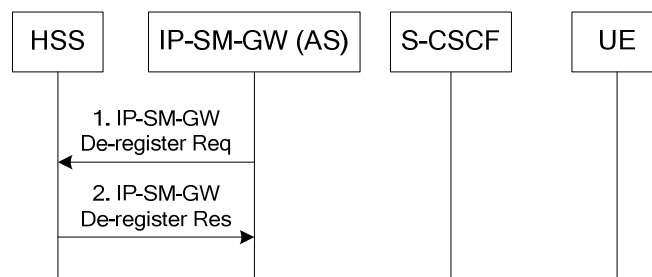 HSS
IP-SM-GW (AS)
S-CSCF
UE
1. IP-SM-GW
De-register Req
2. IP-SM-GW
De-register Res